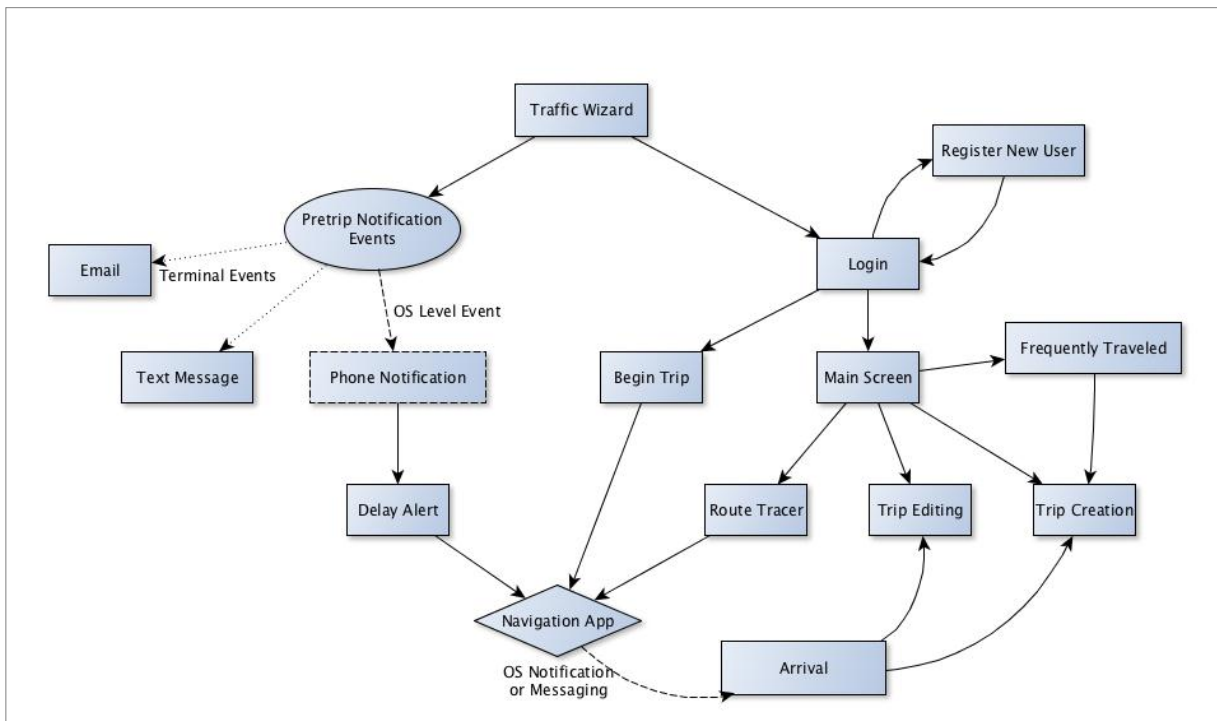 Traffic Wizard
Register New User
Pretrip Notification
Events
Login
Email
Terminal Events
OS Level Event
Text Message
Phone Notification
Begin Trip
Main Screen
Frequently Traveled
Delay Alert
Route Tracer
Trip Editing
Trip Creation
Navigation App
OS Notification
or Messaging
Arrival